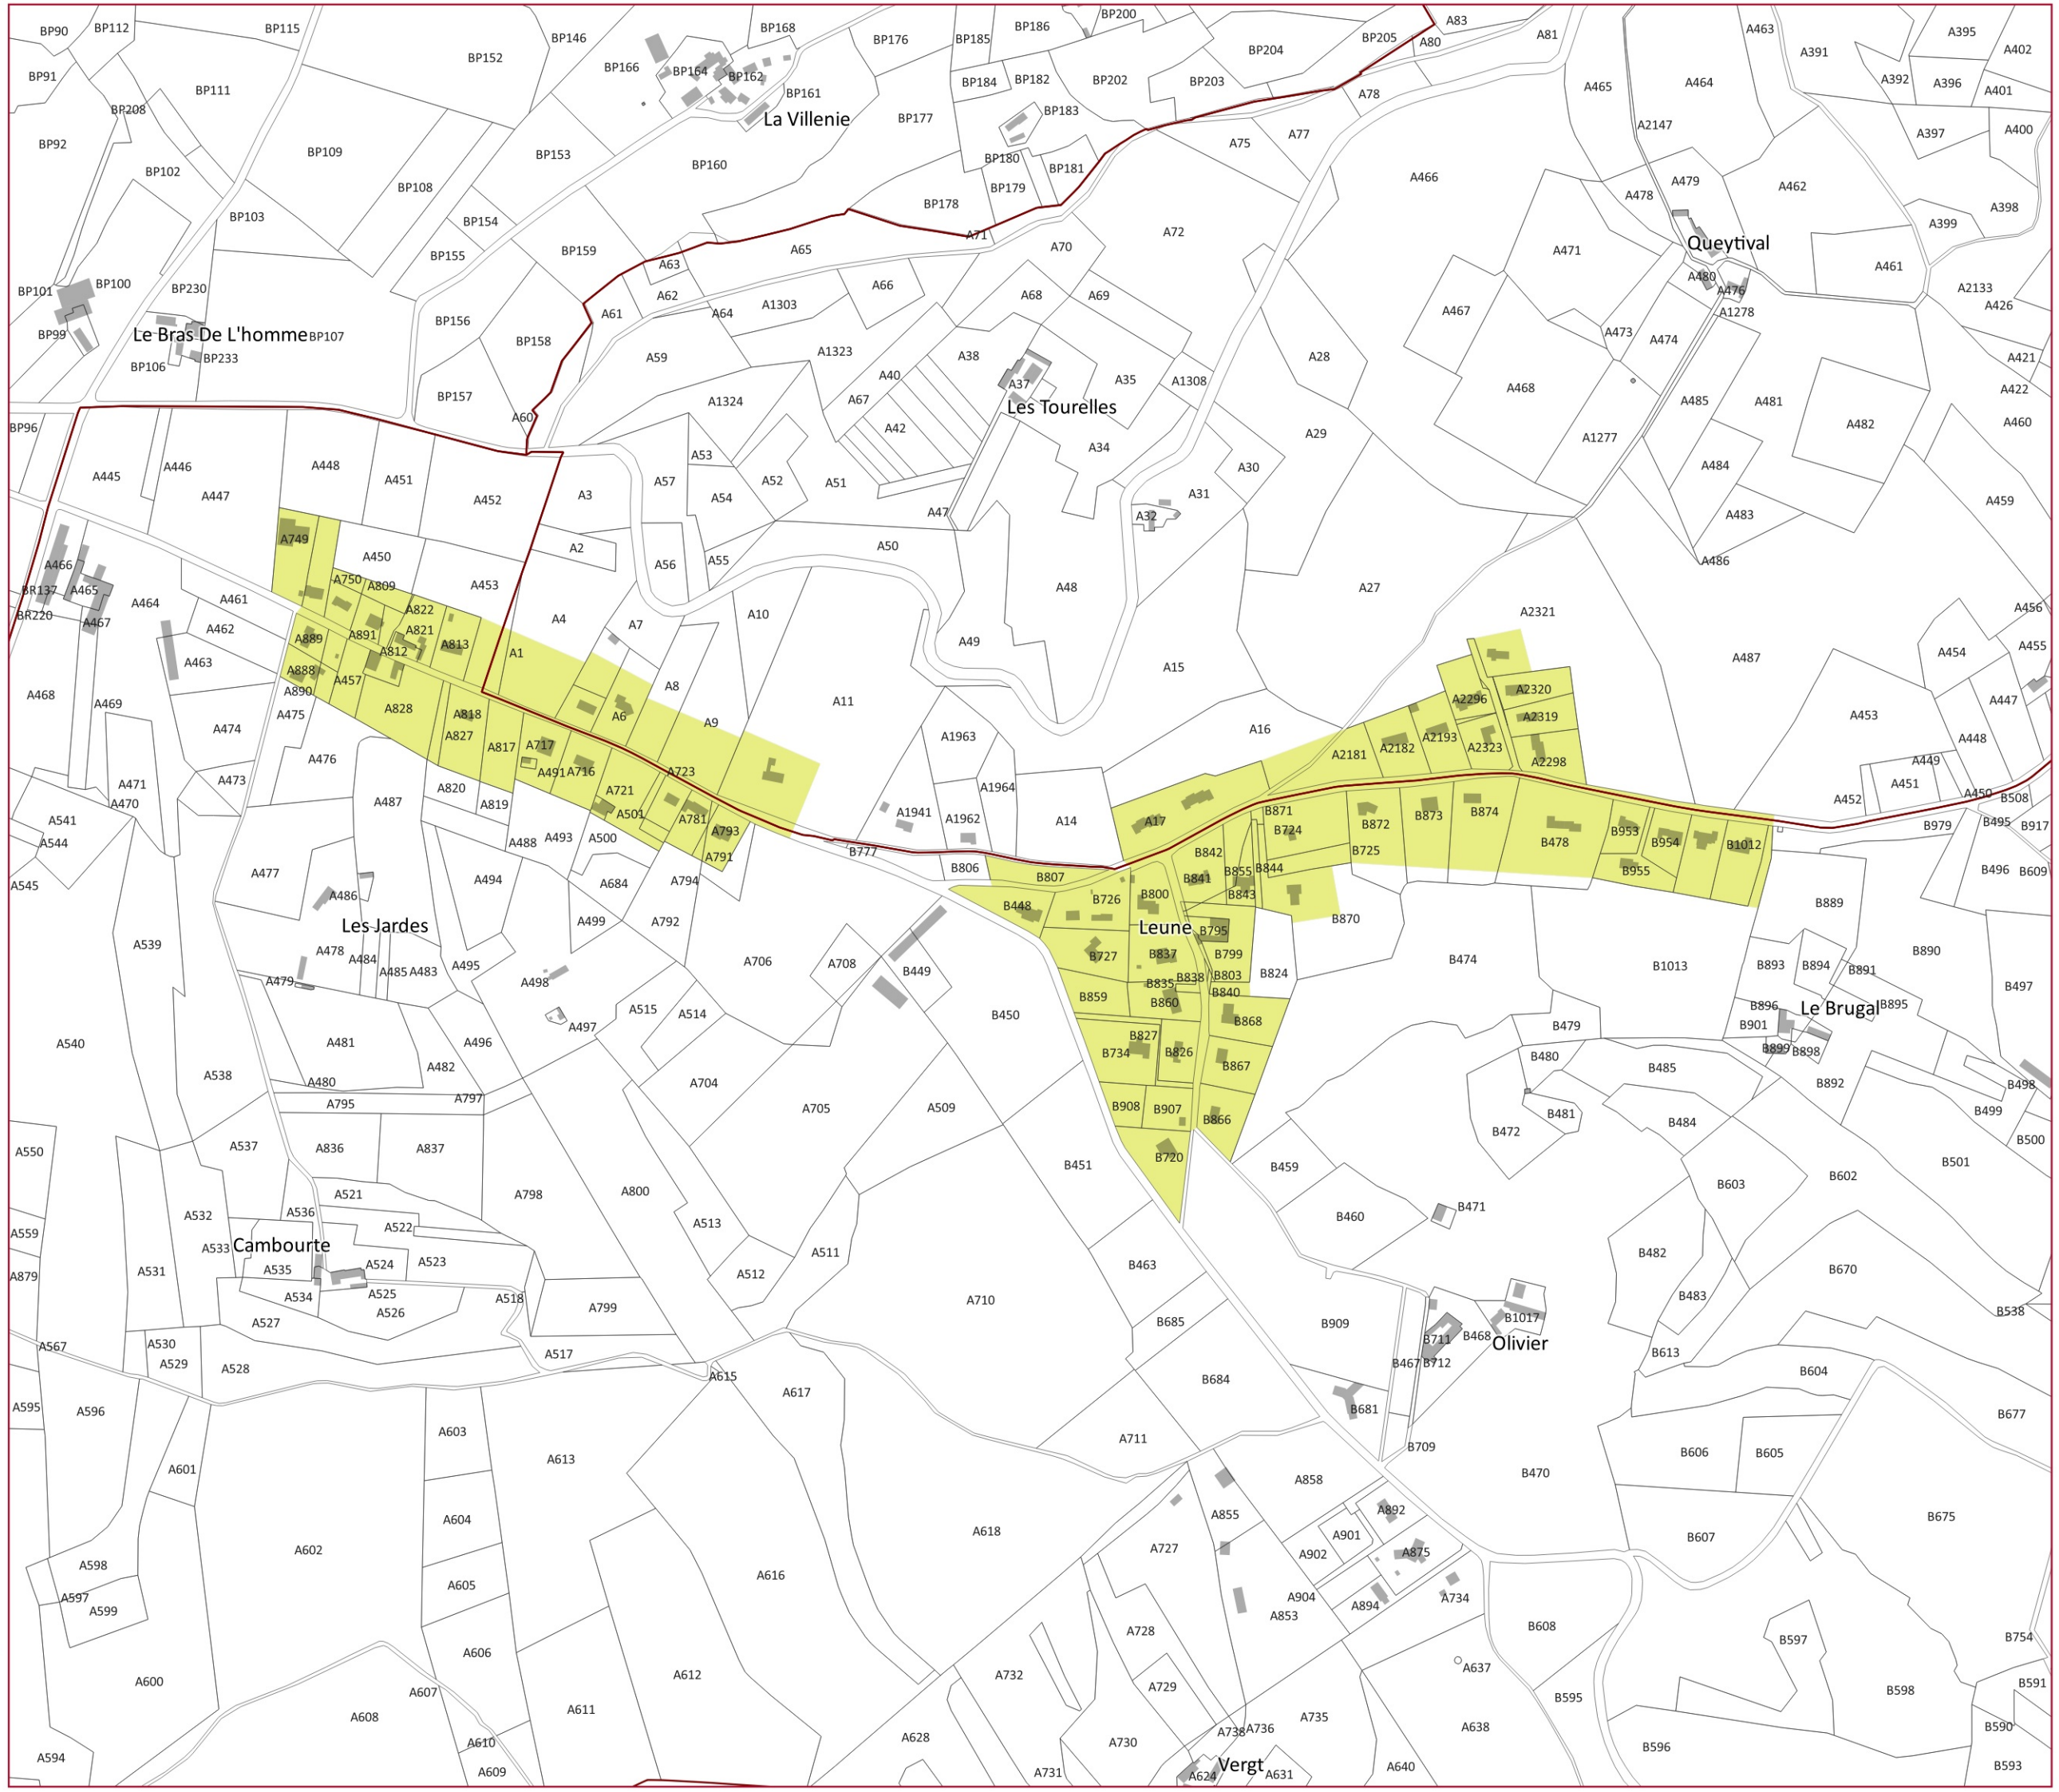 BP90
BP112
BP115
BP146
BP152
BP168
BP176
BP185
BP186
BP200
BP204
BP205
A83
A80
A81
A463
A391
A395
A402
BP91
BP111
BP166
BP164
BP162
BP161
BP184
BP182
BP202
BP203
A78
A465
A464
A392
A396
A401
BP208
BP92
BP109
BP102
BP108
BP153
BP160
La Villenie
BP177
BP183
BP180
BP181
BP179
A75
A77
A466
A2147
A397
A400
A478
A479
A462
A398
A399
BP103
BP154
BP155
BP159
BP178
A71
A65
A70
A72
A471
Queytival
A461
A63
A62
A66
A68
A69
A480
A476
A1278
A2133
A426
BP101
BP100
BP230
BP99
Le Bras De L'homme
BP107
BP106
BP233
BP156
BP158
BP157
A61
A64
A1303
A59
A1323
A38
A28
A467
A473
A474
A421
A422
A60
A1324
A40
A67
A42
A37
Les Tourelles
A35
A1308
A34
A29
A468
A1277
A485
A481
A482
A460
BP96
A445
A446
A447
A448
A451
A452
A3
A57
A53
A54
A52
A51
A47
A30
A31
A32
A484
A483
A459
A486
A749
A450
A453
A2
A56
A55
A50
A48
A27
A2321
A466
BR137
A465
BR220
A467
A464
A461
A462
A463
A750
A809
A822
A821
A891
A813
A812
A889
A888
A890
A457
A1
A4
A7
A10
A49
A15
A487
A456
A455
A454
A447
A468
A469
A474
A475
A476
A828
A818
A827
A817
A717
A491
A716
A6
A8
A9
A11
A16
A1963
A2181
A2182
A2193
A2296
A2320
A2319
A2323
A2298
A453
A448
A449
A451
A452
A450
B508
A471
A470
A473
A541
A544
A545
A487
A820
A819
A488
A493
A500
A721
A723
A501
A781
A793
A791
A1941
A1962
A1964
A14
A17
B777
B806
B807
B871
B724
B872
B873
B874
B478
B953
B954
B955
B1012
B979
B495
B917
B496
B609
A477
A486
Les Jardes
A494
A684
A499
A794
A792
B842
B841
B855
B844
B843
B725
B870
B448
B726
B800
Leune
B795
B799
B727
B837
B835
B838
B803
B840
B824
B474
B1013
B889
B890
B893
B894
B891
B497
A539
A478
A484
A485
A483
A479
A495
A498
A497
A706
A708
B449
A515
A514
B450
B859
B860
B868
Le Brugal
B896
B895
B901
B899
B898
A540
A538
A481
A482
A496
A480
A795
A797
A704
A705
A509
B734
B827
B826
B867
B908
B907
B866
B720
B479
B480
B485
B481
B472
B484
B892
B498
B499
B500
A550
A537
A836
A837
A521
A536
A522
A798
A800
A513
A511
A512
B451
B463
B459
B460
B471
B603
B602
B501
A559
A879
A532
A533
Cambourte
A535
A524
A523
A525
A534
A526
A518
A531
A527
A799
A710
B482
B483
B670
B538
A567
A530
A529
A528
A517
A615
A617
B685
B684
B909
B467
B711
B712
B468
B1017
Olivier
B613
B604
A595
A596
A603
A613
A711
B681
B709
B470
B606
B605
B677
A601
A602
A604
A605
A618
A616
A858
A855
A892
A901
A902
A875
A727
B607
B675
A598
A597
A599
A904
A853
A894
A734
A728
B608
B597
B754
A600
A606
A612
A607
A608
A611
A732
A729
A637
B595
B598
B591
A610
A609
A628
A730
A738
A736
A735
A638
B596
B590
B593
A594
A731
A624
Vergt
A631
A640